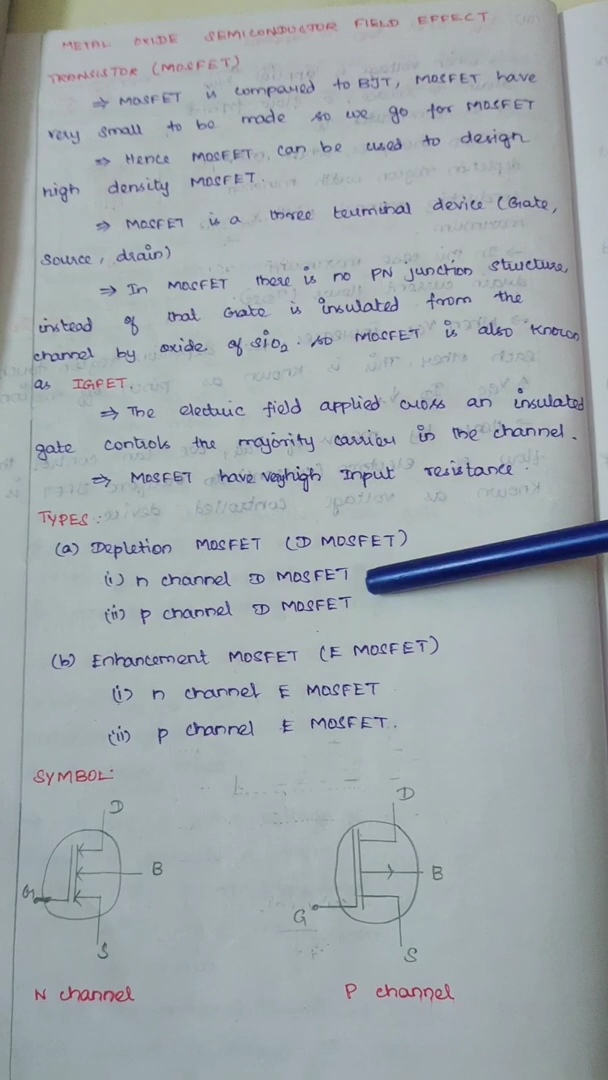 METAL OXIDE SEMICONDUCTOR FIELD EFFECT
TRANSISTOR (MOSFET)
⇒ MOSFET is compared to BJT, MOSFET have
very small to be made so we go for MOSFET
⇒ Hence MOSFET can be used to design
high density MOSFET.
⇒ MOSFET is a three terminal device (Gate,
Source, drain)
⇒ In MOSFET there is no PN junction structure,
instead of that Gate is insulated from the
channel by oxide of SiO2. so MOSFET is also known
as IGFET.
⇒ The electric field applied cross an insulated
gate controls the majority carrier in the channel.
⇒ MOSFET have very high Input resistance.
TYPES:
(a) Depletion MOSFET (D MOSFET)
(i) n channel D MOSFET
(ii) p channel D MOSFET
(b) Enhancement MOSFET (E MOSFET)
(i) n channel E MOSFET
(ii) p channel E MOSFET.
SYMBOL:
D D
B B
G G
S S
N channel P channel